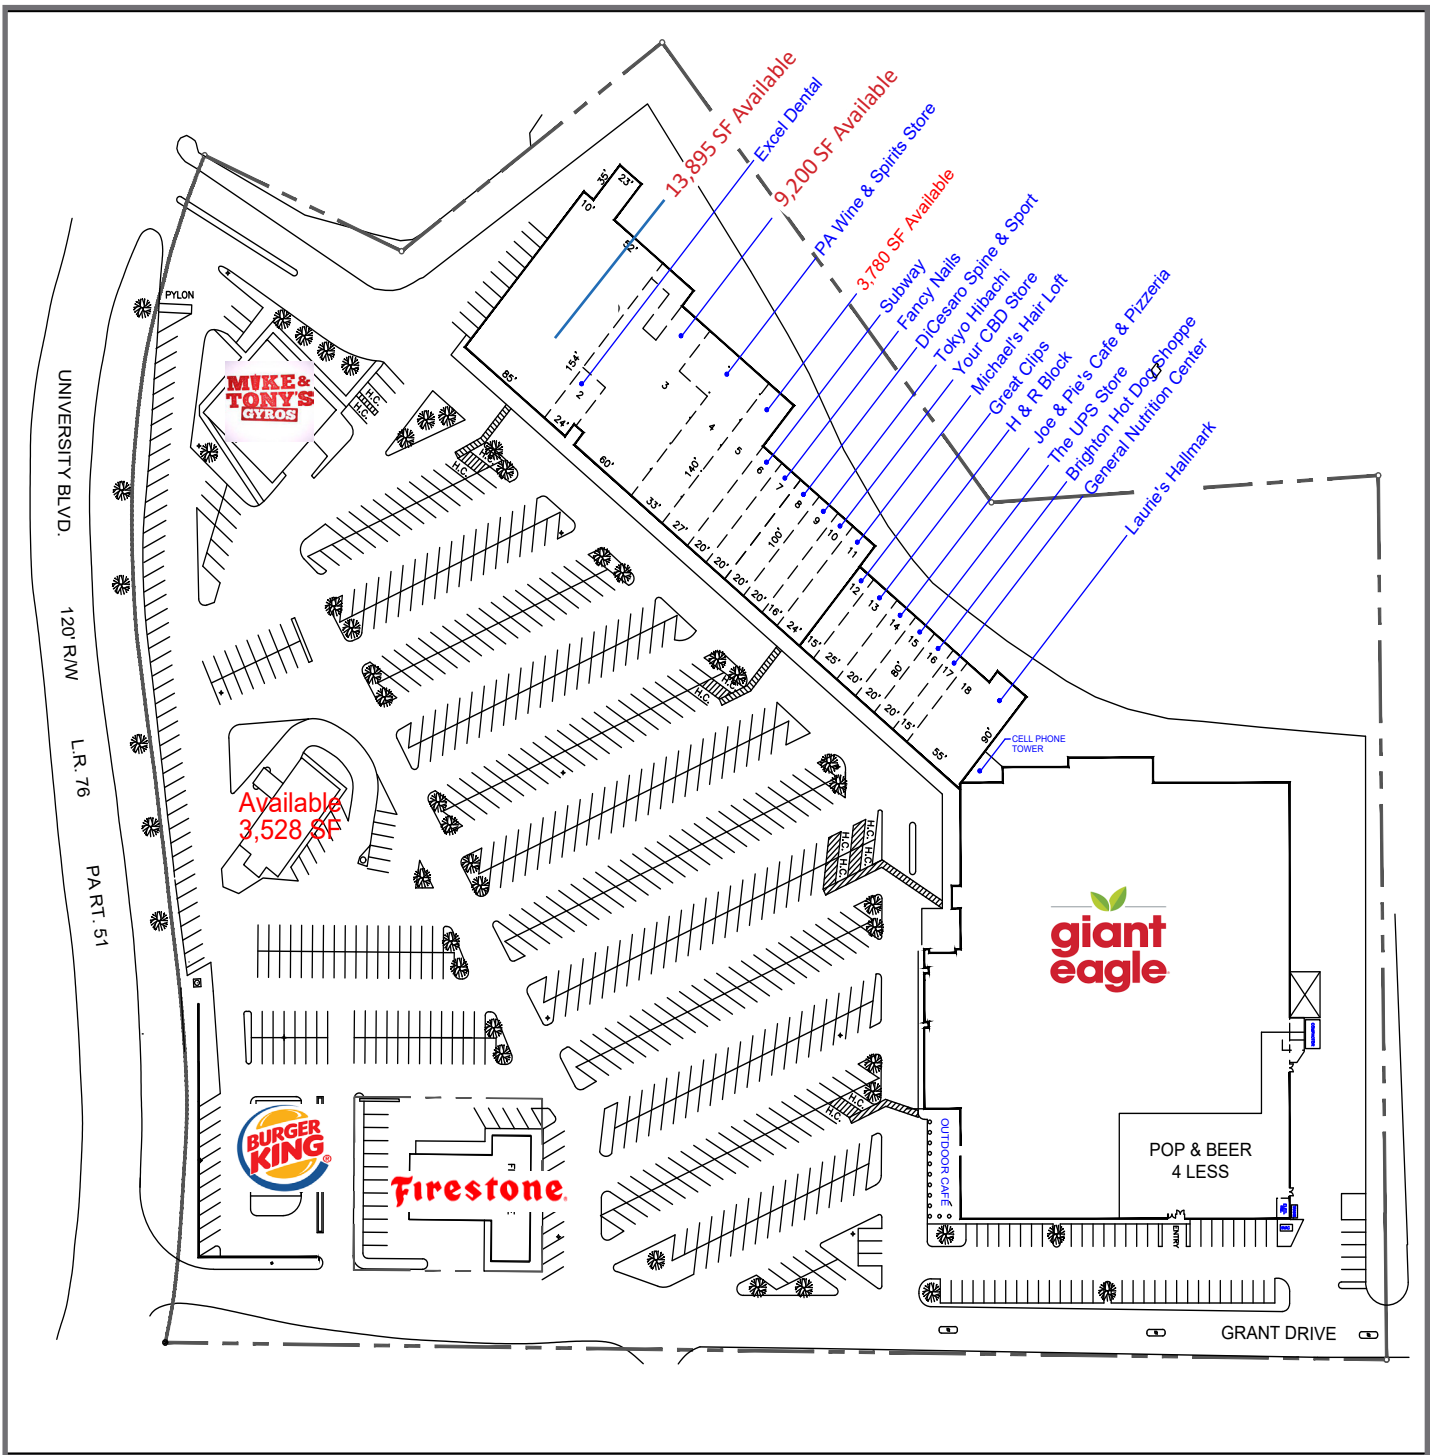 13,895 SF Available
Excel Dental
9,200 SF Available
PA Wine & Spirits Store
3,780 SF Available
Subway
Fancy Nails
DiCesaro Spine & Sport
Tokyo Hibachi
Your CBD Store
Michael's Hair Loft
Great Clips
H & R Block
Joe & Pie's Cafe & Pizzeria
The UPS Store
Brighton Hot Dog Shoppe
General Nutrition Center
Laurie's Hallmark
35'
23'
10'
52'
154'
85'
24'
2
3
4
5
6
7
8
9
10
11
12
13
14
15
16
17
18
60'
33'
27'
20'
20'
20'
20'
16'
24'
140'
100'
15'
25'
20'
20'
20'
15'
80'
55'
90'
CELL PHONE
TOWER
PYLON
MIKE &
TONY'S
GYROS
H.C.
H.C.
H.C.
H.C.
H.C.
H.C.
UNIVERSITY BLVD.
120' R/W
L.R. 76
PA RT. 51
Available
3,528 SF
H.C. H.C.
H.C. H.C.
giant
eagle
BURGER
KING
®
Firestone
H.C.
H.C.
OUTDOOR CAFE
POP & BEER
4 LESS
ENTRY
GRANT DRIVE